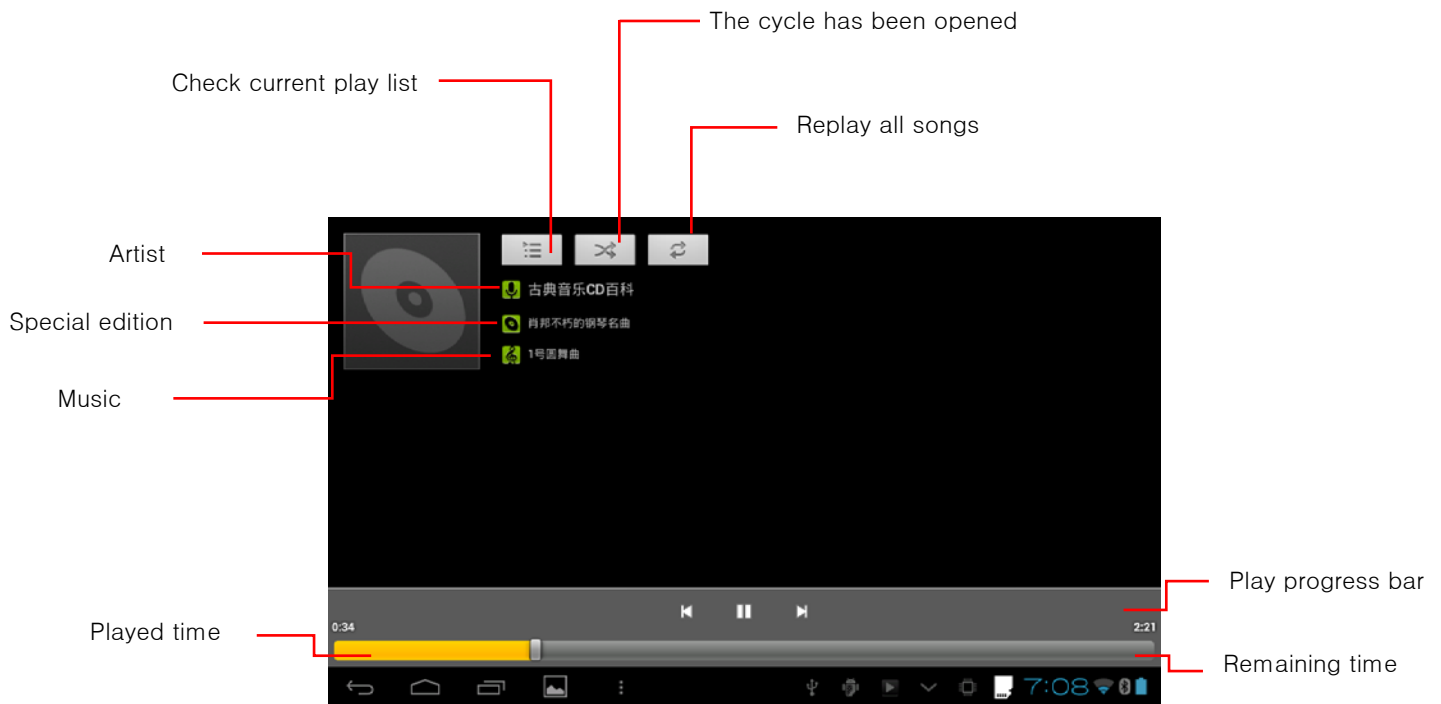 The cycle has been opened
Check current play list
Replay all songs
Artist
古典音乐CD百科
Special edition
肖邦不朽的钢琴名曲
1号圆舞曲
Music
Play progress bar
Played time
0:34
2:21
Remaining time
7:08